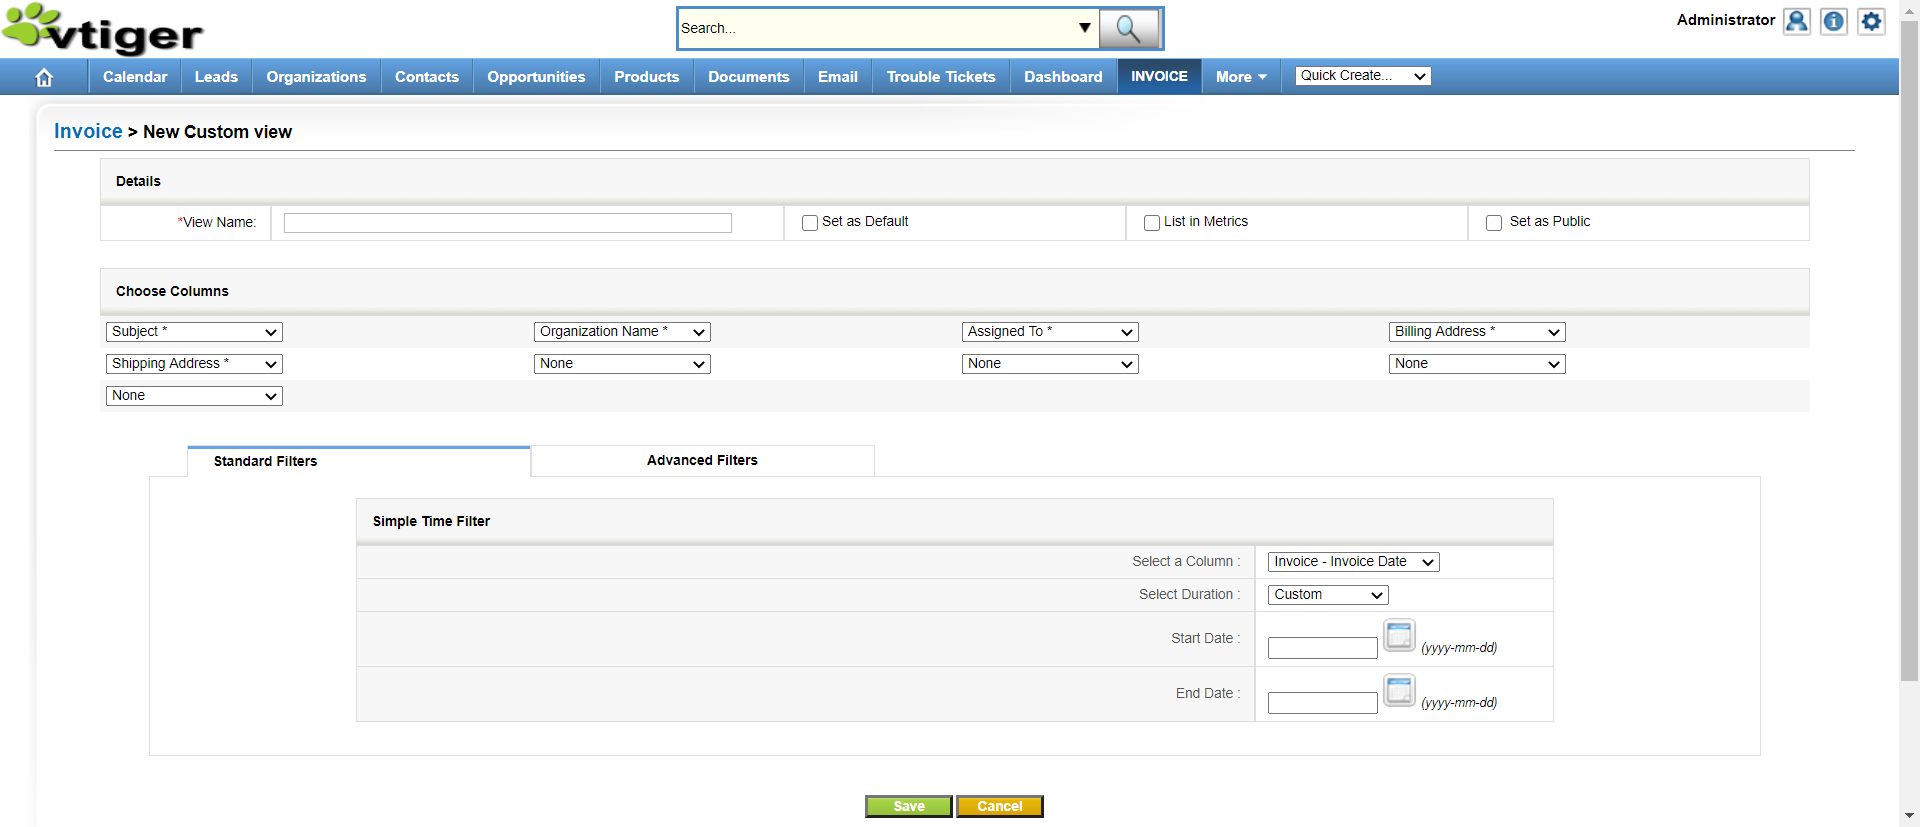 vtiger
Search...
Administrator
Calendar Leads Organizations Contacts Opportunities Products Documents Email Trouble Tickets Dashboard INVOICE More Quick Create...
Invoice > New Custom view
Details
*View Name: Set as Default List in Metrics Set as Public
Choose Columns
Subject * Organization Name * Assigned To * Billing Address *
Shipping Address * None None None
None
Standard Filters Advanced Filters
Simple Time Filter
Select a Column : Invoice - Invoice Date
Select Duration : Custom
Start Date : (yyyy-mm-dd)
End Date : (yyyy-mm-dd)
Save Cancel